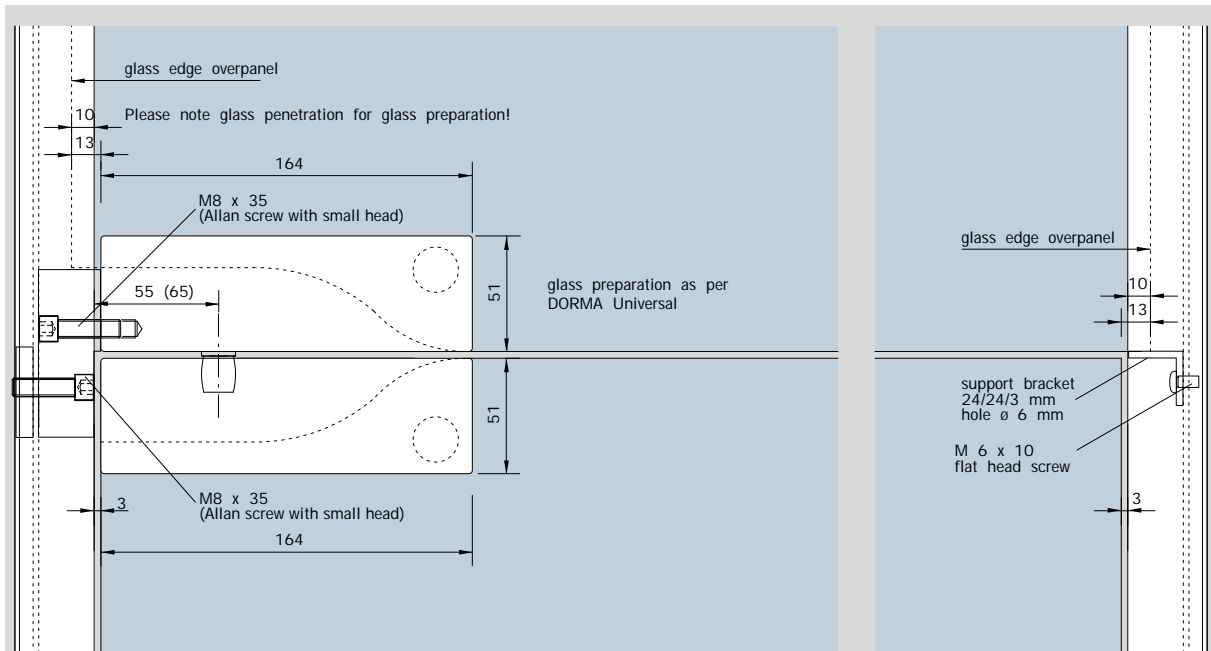 glass edge overpanel
10
Please note glass penetration for glass preparation!
13
164
M8 x 35
(Allan screw with small head)
glass edge overpanel
55 (65)
51
glass preparation as per
DORMA Universal
10
13
51
support bracket
24/24/3 mm
hole ø 6 mm
M 6 x 10
flat head screw
3
M8 x 35
(Allan screw with small head)
3
164